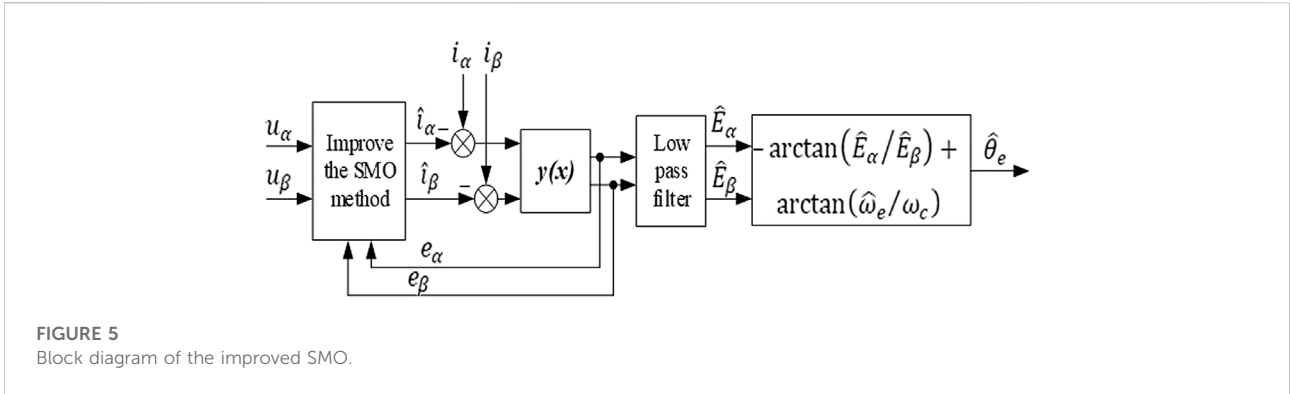 i_α i_β
u_α
u_β
Improve
the SMO
method
î_α
−
î_β
−
y(x)
e_α
e_β
Low
pass
filter
Ê_α
Ê_β
− arctan(Ê_α/Ê_β) +
arctan(ω̂_e/ω_c)
θ̂_e
FIGURE 5
Block diagram of the improved SMO.